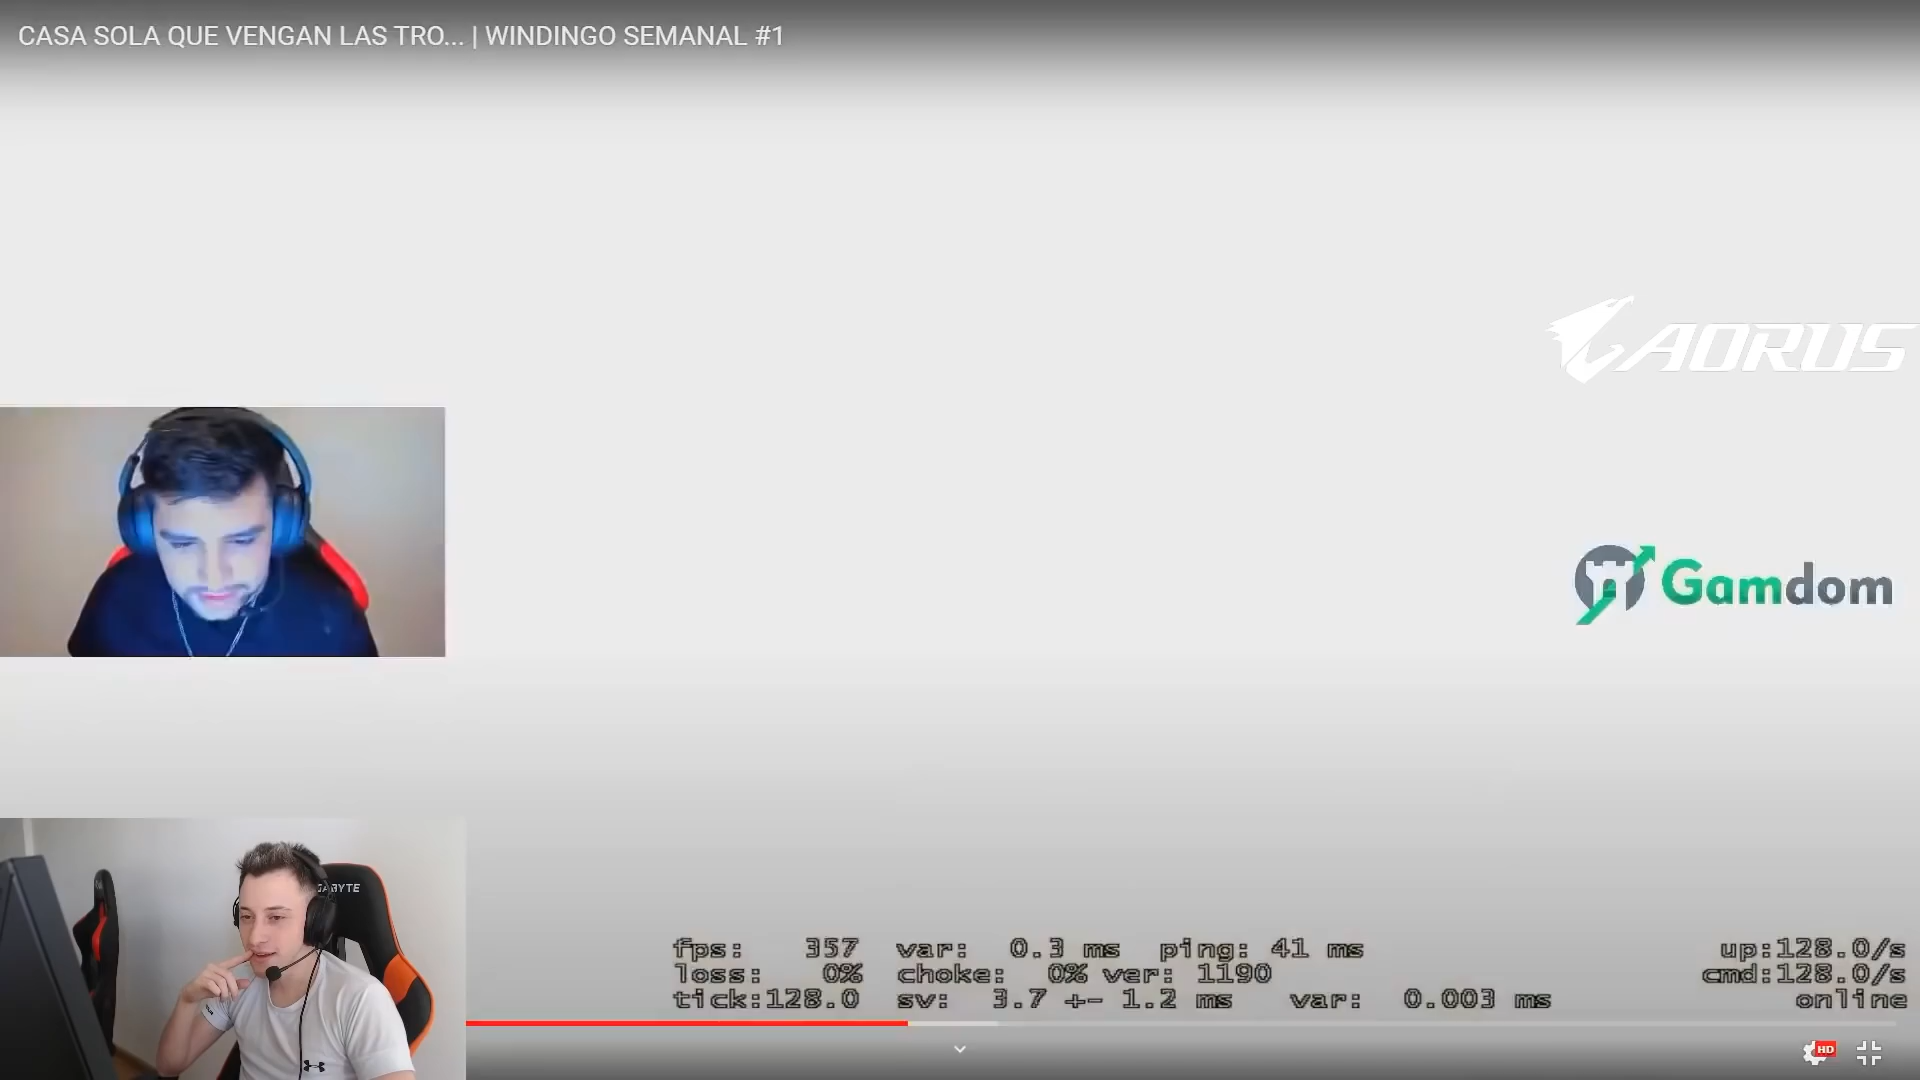 CASA SOLA QUE VENGAN LAS TRO... | WINDINGO SEMANAL #1
AORUS
Gamdom
GABYTE
fps: 357 var: 0.3 ms ping: 41 ms up:128.0/s
loss: 0% choke: 0% ver: 1190 cmd:128.0/s
tick:128.0 sv: 3.7 +- 1.2 ms var: 0.003 ms online
HD